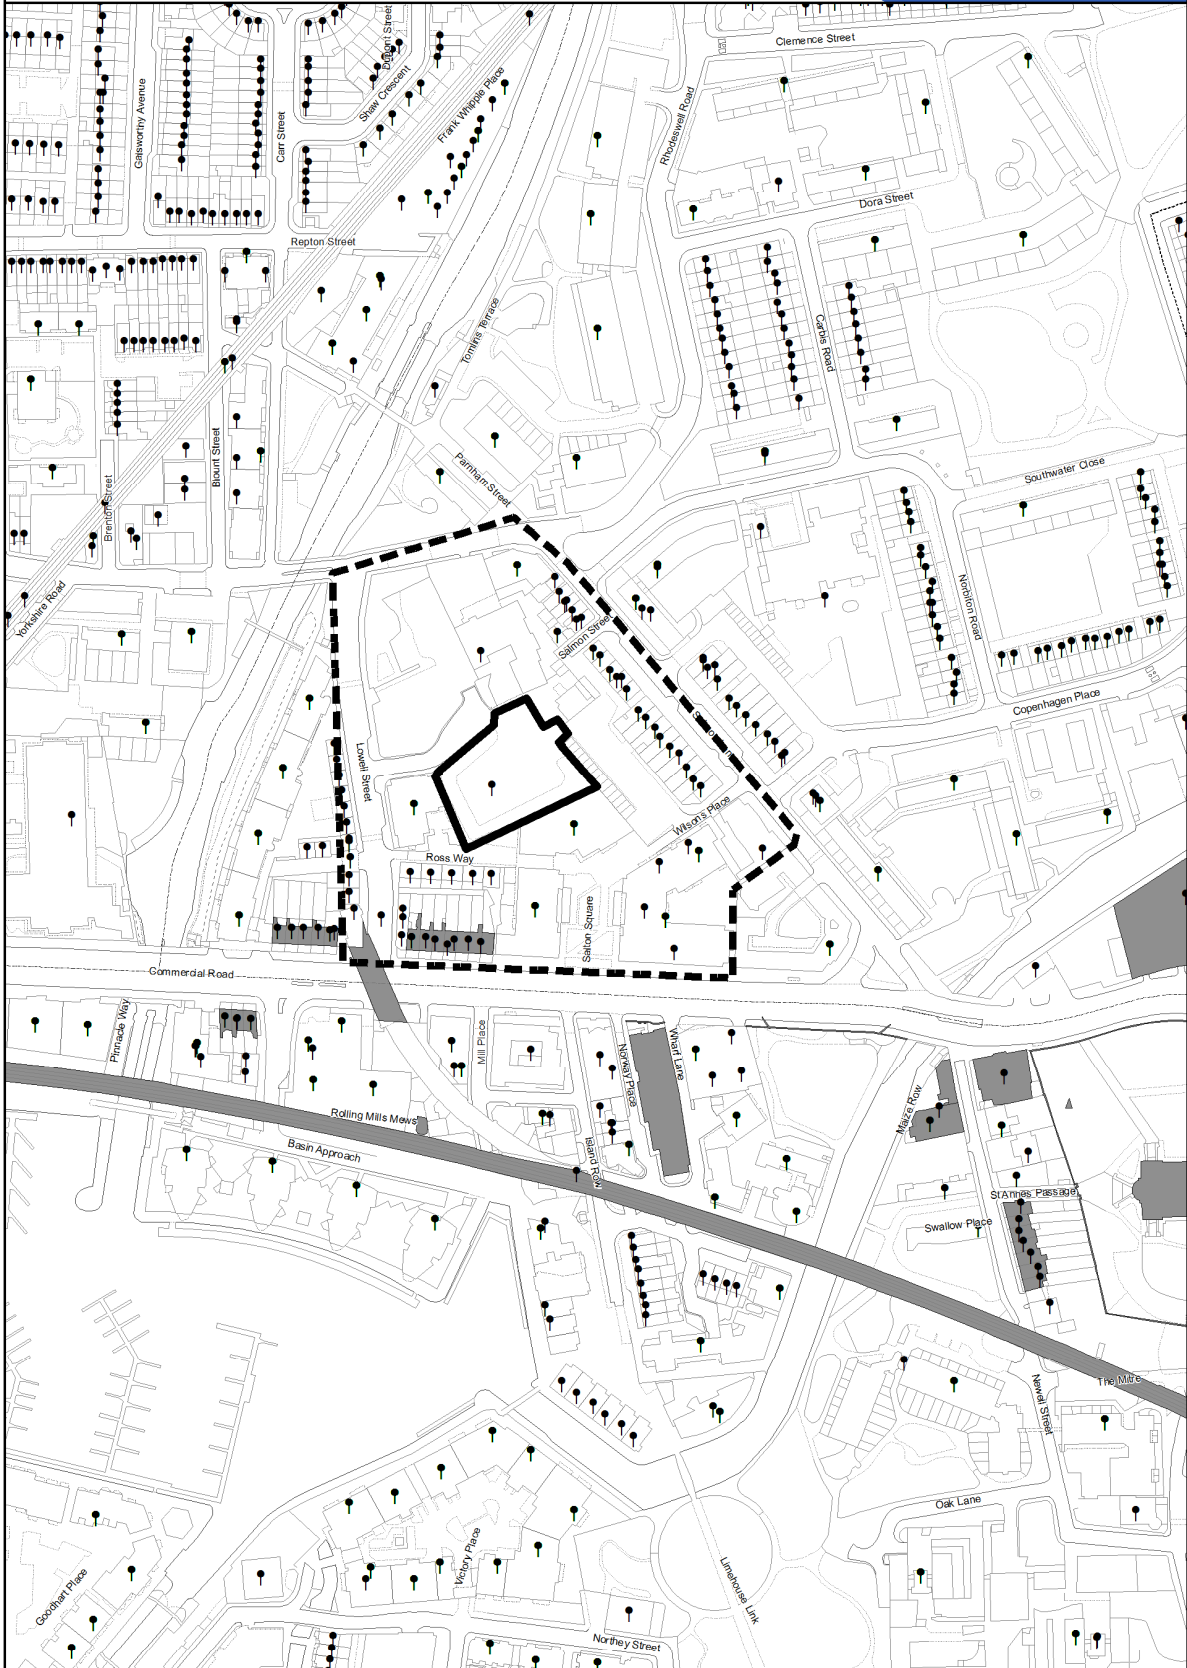 Clemence Street
Dupont Street
Shaw Crescent
Frank Whipple Place
Galsworthy Avenue
Carr Street
Rhodeswell Road
Dora Street
Repton Street
Tomlins Terrace
Carbis Road
Parnham Street
Blount Street
Brenton Street
Southwater Close
Yorkshire Road
Norbiton Road
Salmon Street
Copenhagen Place
Lowell Street
Wilson's Place
Ross Way
Salton Square
Commercial Road
Pinnacle Way
Mill Place
Norway Place
Wharf Lane
Maize Row
Rolling Mills Mews
Basin Approach
Island Row
St Annes Passage
Swallow Place
The Mitre
Newell Street
Oak Lane
Victory Place
Goodhart Place
Limehouse Link
Northey Street